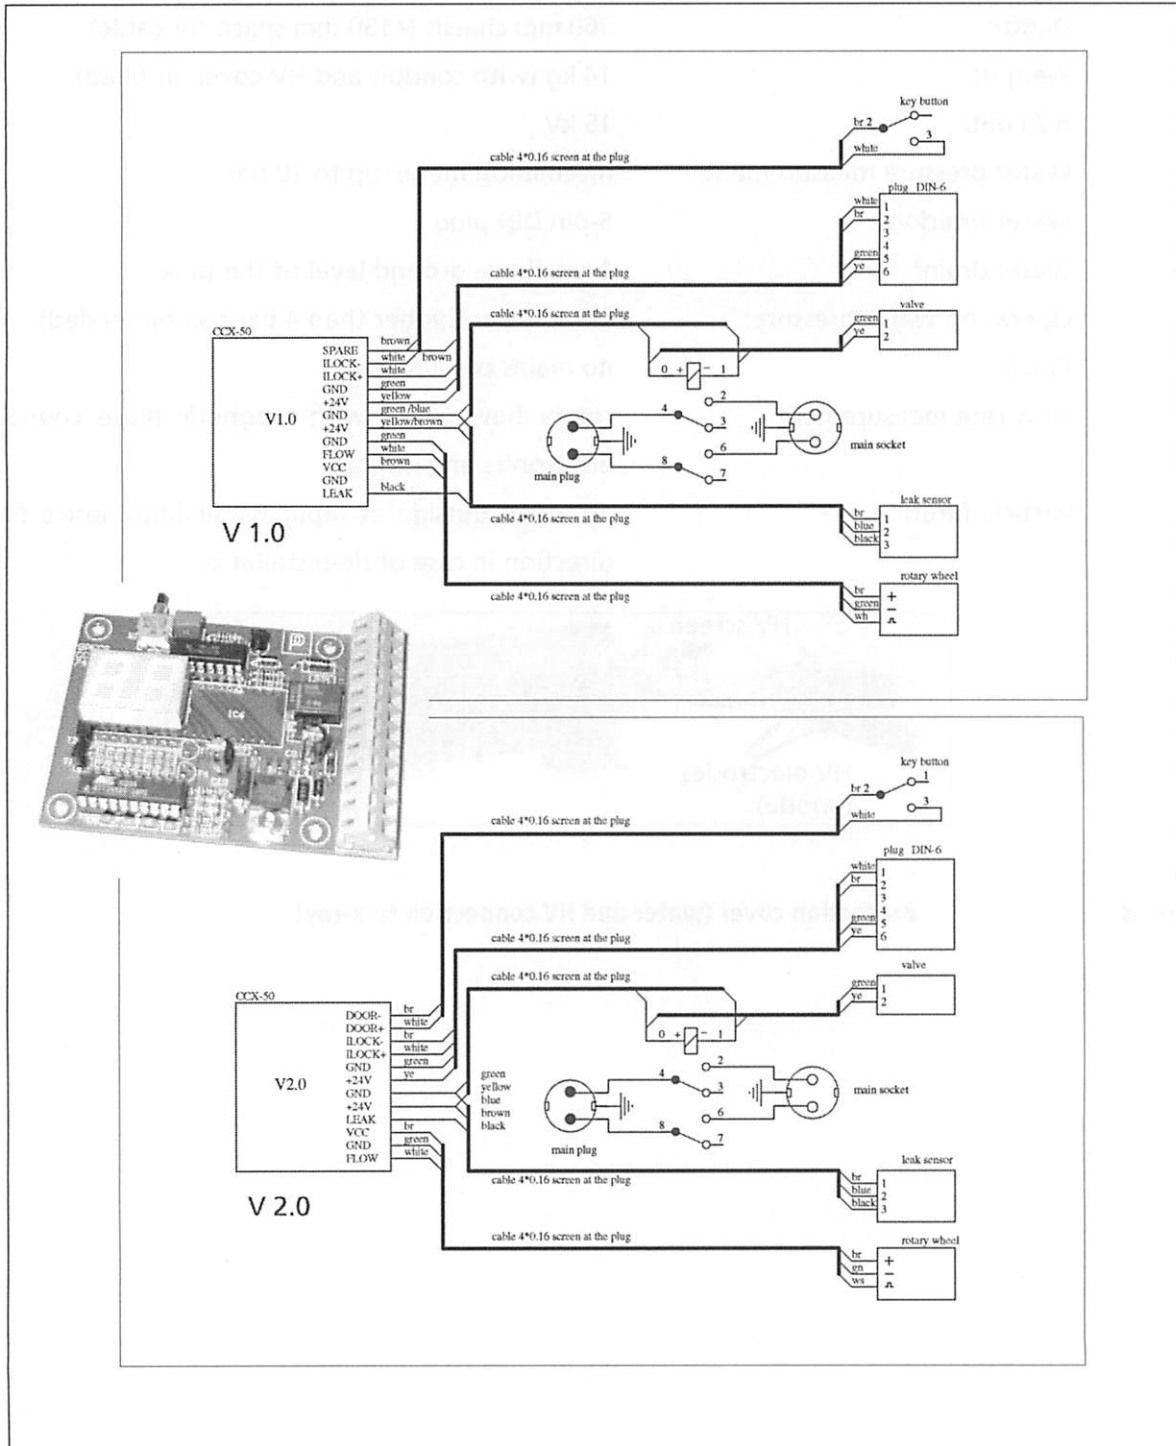 key button
br 2
3
white
cable 4*0.16 screen at the plug
plug DIN-6
white 1
br 2
3
4
green 5
ye 6
cable 4*0.16 screen at the plug
valve
green 1
ye 2
cable 4*0.16 screen at the plug
CCX-50
V1.0
SPARE brown
ILOCK- white brown
ILOCK+ white
GND green
+24V yellow
GND green/blue
+24V yellow/brown
GND green
FLOW white
VCC brown
GND
LEAK black
0 + − 1
2
4
3
6
8
7
main plug
main socket
V 1.0
leak sensor
br 1
blue 2
black 3
cable 4*0.16 screen at the plug
rotary wheel
br +
green −
wh
cable 4*0.16 screen at the plug
IC6
key button
1
br 2
3
white
cable 4*0.16 screen at the plug
plug DIN-6
white 1
br 2
3
4
green 5
ye 6
cable 4*0.16 screen at the plug
valve
green 1
ye 2
cable 4*0.16 screen at the plug
CCX-50
V2.0
DOOR- br
DOOR+ white
ILOCK- br
ILOCK+ white
GND green
+24V ye
GND
+24V
LEAK
VCC br
GND green
FLOW white
green
yellow
blue
brown
black
0 + − 1
2
4
3
6
8
7
main plug
main socket
V 2.0
leak sensor
br 1
blue 2
black 3
cable 4*0.16 screen at the plug
rotary wheel
br +
gn −
ws
cable 4*0.16 screen at the plug